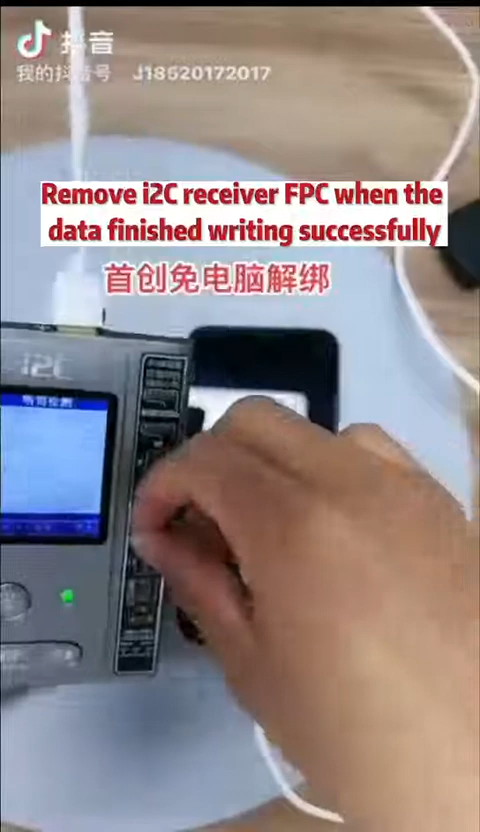 抖音
我的抖音号 J18520172017
Remove i2C receiver FPC when the
data finished writing successfully
首创免电脑解绑
i2C